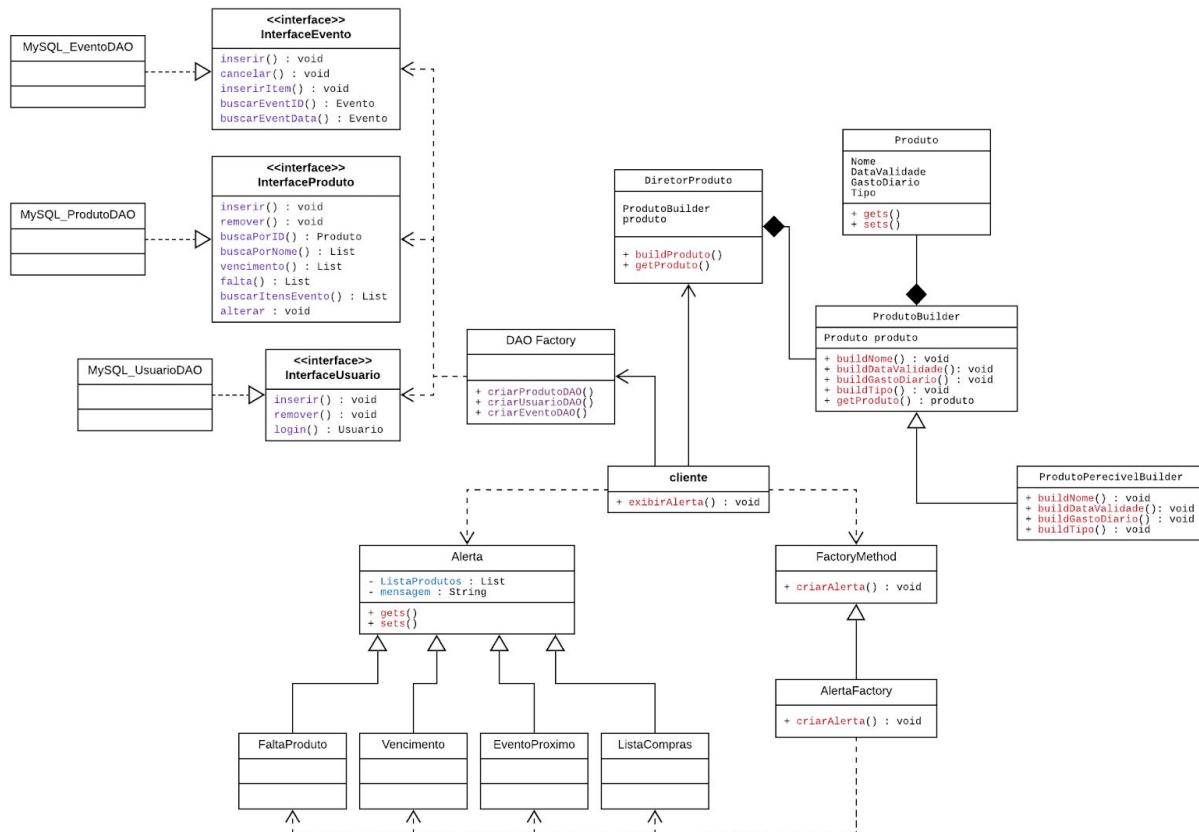 MySQL_EventoDAO
<<interface>>
InterfaceEvento
inserir() : void
cancelar() : void
inserirItem() : void
buscarEventID() : Evento
buscarEventData() : Evento
MySQL_ProdutoDAO
<<interface>>
InterfaceProduto
inserir() : void
remover() : void
buscaPorID() : Produto
buscaPorNome() : List
vencimento() : List
falta() : List
buscarItensEvento() : List
alterar : void
MySQL_UsuarioDAO
<<interface>>
InterfaceUsuario
inserir() : void
remover() : void
login() : Usuario
DAO Factory
+ criarProdutoDAO()
+ criarUsuarioDAO()
+ criarEventoDAO()
DiretorProduto
ProdutoBuilder
produto
+ buildProduto()
+ getProduto()
Produto
Nome
DataValidade
GastoDiario
Tipo
+ gets()
+ sets()
ProdutoBuilder
Produto produto
+ buildNome() : void
+ buildDataValidade(): void
+ buildGastoDiario() : void
+ buildTipo() : void
+ getProduto() : produto
ProdutoPerecivelBuilder
+ buildNome() : void
+ buildDataValidade(): void
+ buildGastoDiario() : void
+ buildTipo() : void
cliente
+ exibirAlerta() : void
Alerta
- ListaProdutos : List
- mensagem : String
+ gets()
+ sets()
FactoryMethod
+ criarAlerta() : void
AlertaFactory
+ criarAlerta() : void
FaltaProduto
Vencimento
EventoProximo
ListaCompras